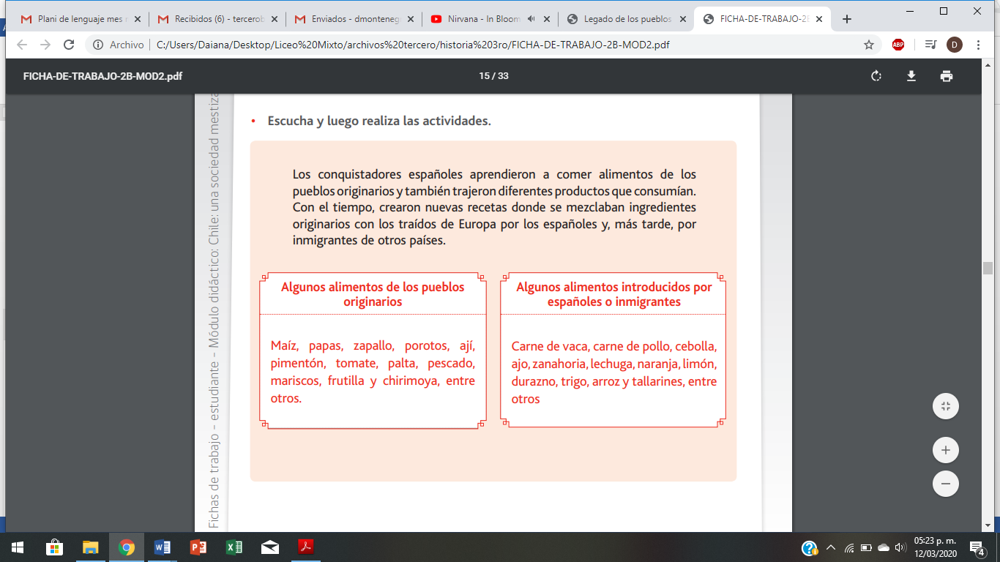 Plani de lenguaje mes
Recibidos (6) - tercerob
Enviados - dmonteneg
Nirvana - In Bloom
Legado de los pueblos
FICHA-DE-TRABAJO-2B
Archivo
C:/Users/Daiana/Desktop/Liceo%20Mixto/archivos%20tercero/historia%203ro/FICHA-DE-TRABAJO-2B-MOD2.pdf
ABP
D
FICHA-DE-TRABAJO-2B-MOD2.pdf
15 / 33
Fichas de trabajo - estudiante - Módulo didáctico: Chile: una sociedad mestiza
• Escucha y luego realiza las actividades.
Los conquistadores españoles aprendieron a comer alimentos de los
pueblos originarios y también trajeron diferentes productos que consumían.
Con el tiempo, crearon nuevas recetas donde se mezclaban ingredientes
originarios con los traídos de Europa por los españoles y, más tarde, por
inmigrantes de otros países.
Algunos alimentos de los pueblos
originarios
Maíz, papas, zapallo, porotos, ají,
pimentón, tomate, palta, pescado,
mariscos, frutilla y chirimoya, entre
otros.
Algunos alimentos introducidos por
españoles o inmigrantes
Carne de vaca, carne de pollo, cebolla,
ajo, zanahoria, lechuga, naranja, limón,
durazno, trigo, arroz y tallarines, entre
otros
05:23 p. m.
12/03/2020
4